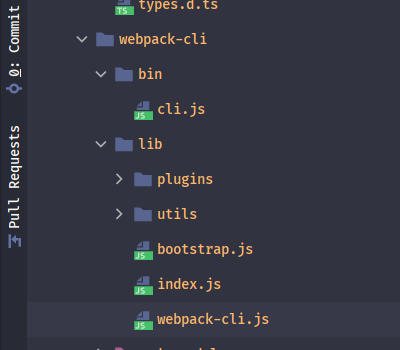 types.d.ts
TS
webpack-cli
bin
cli.js
JS
lib
plugins
utils
bootstrap.js
JS
index.js
JS
webpack-cli.js
JS
0: Commit
Pull Requests